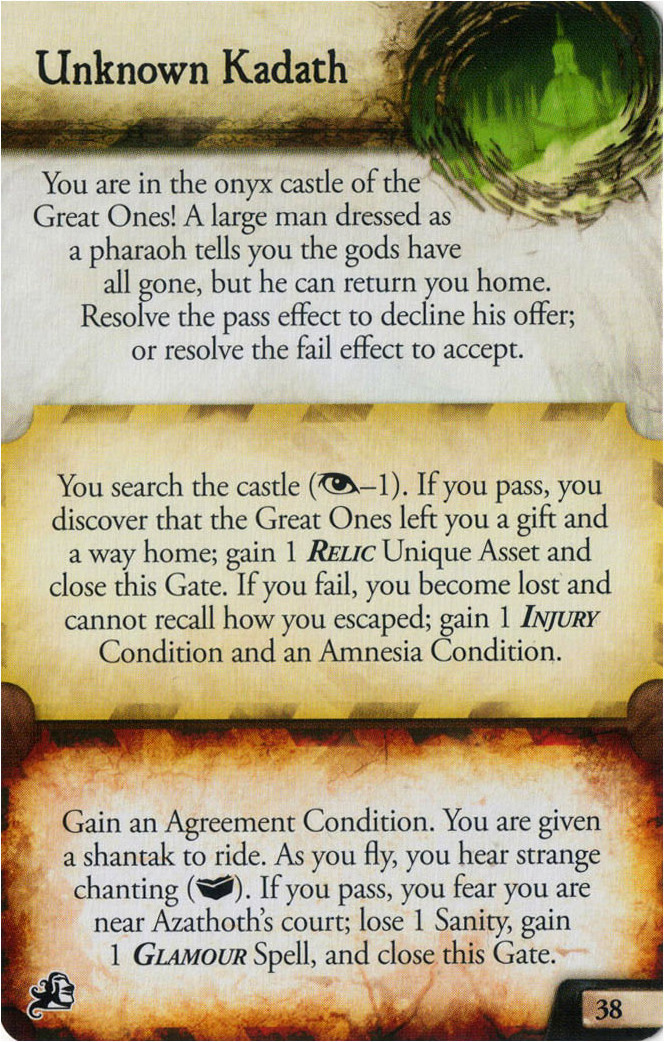 Unknown Kadath
You are in the onyx castle of the
Great Ones! A large man dressed as
a pharaoh tells you the gods have
all gone, but he can return you home.
Resolve the pass effect to decline his offer;
or resolve the fail effect to accept.
You search the castle (–1). If you pass, you
discover that the Great Ones left you a gift and
a way home; gain 1 RELIC Unique Asset and
close this Gate. If you fail, you become lost and
cannot recall how you escaped; gain 1 INJURY
Condition and an Amnesia Condition.
Gain an Agreement Condition. You are given
a shantak to ride. As you fly, you hear strange
chanting (). If you pass, you fear you are
near Azathoth's court; lose 1 Sanity, gain
1 GLAMOUR Spell, and close this Gate.
38